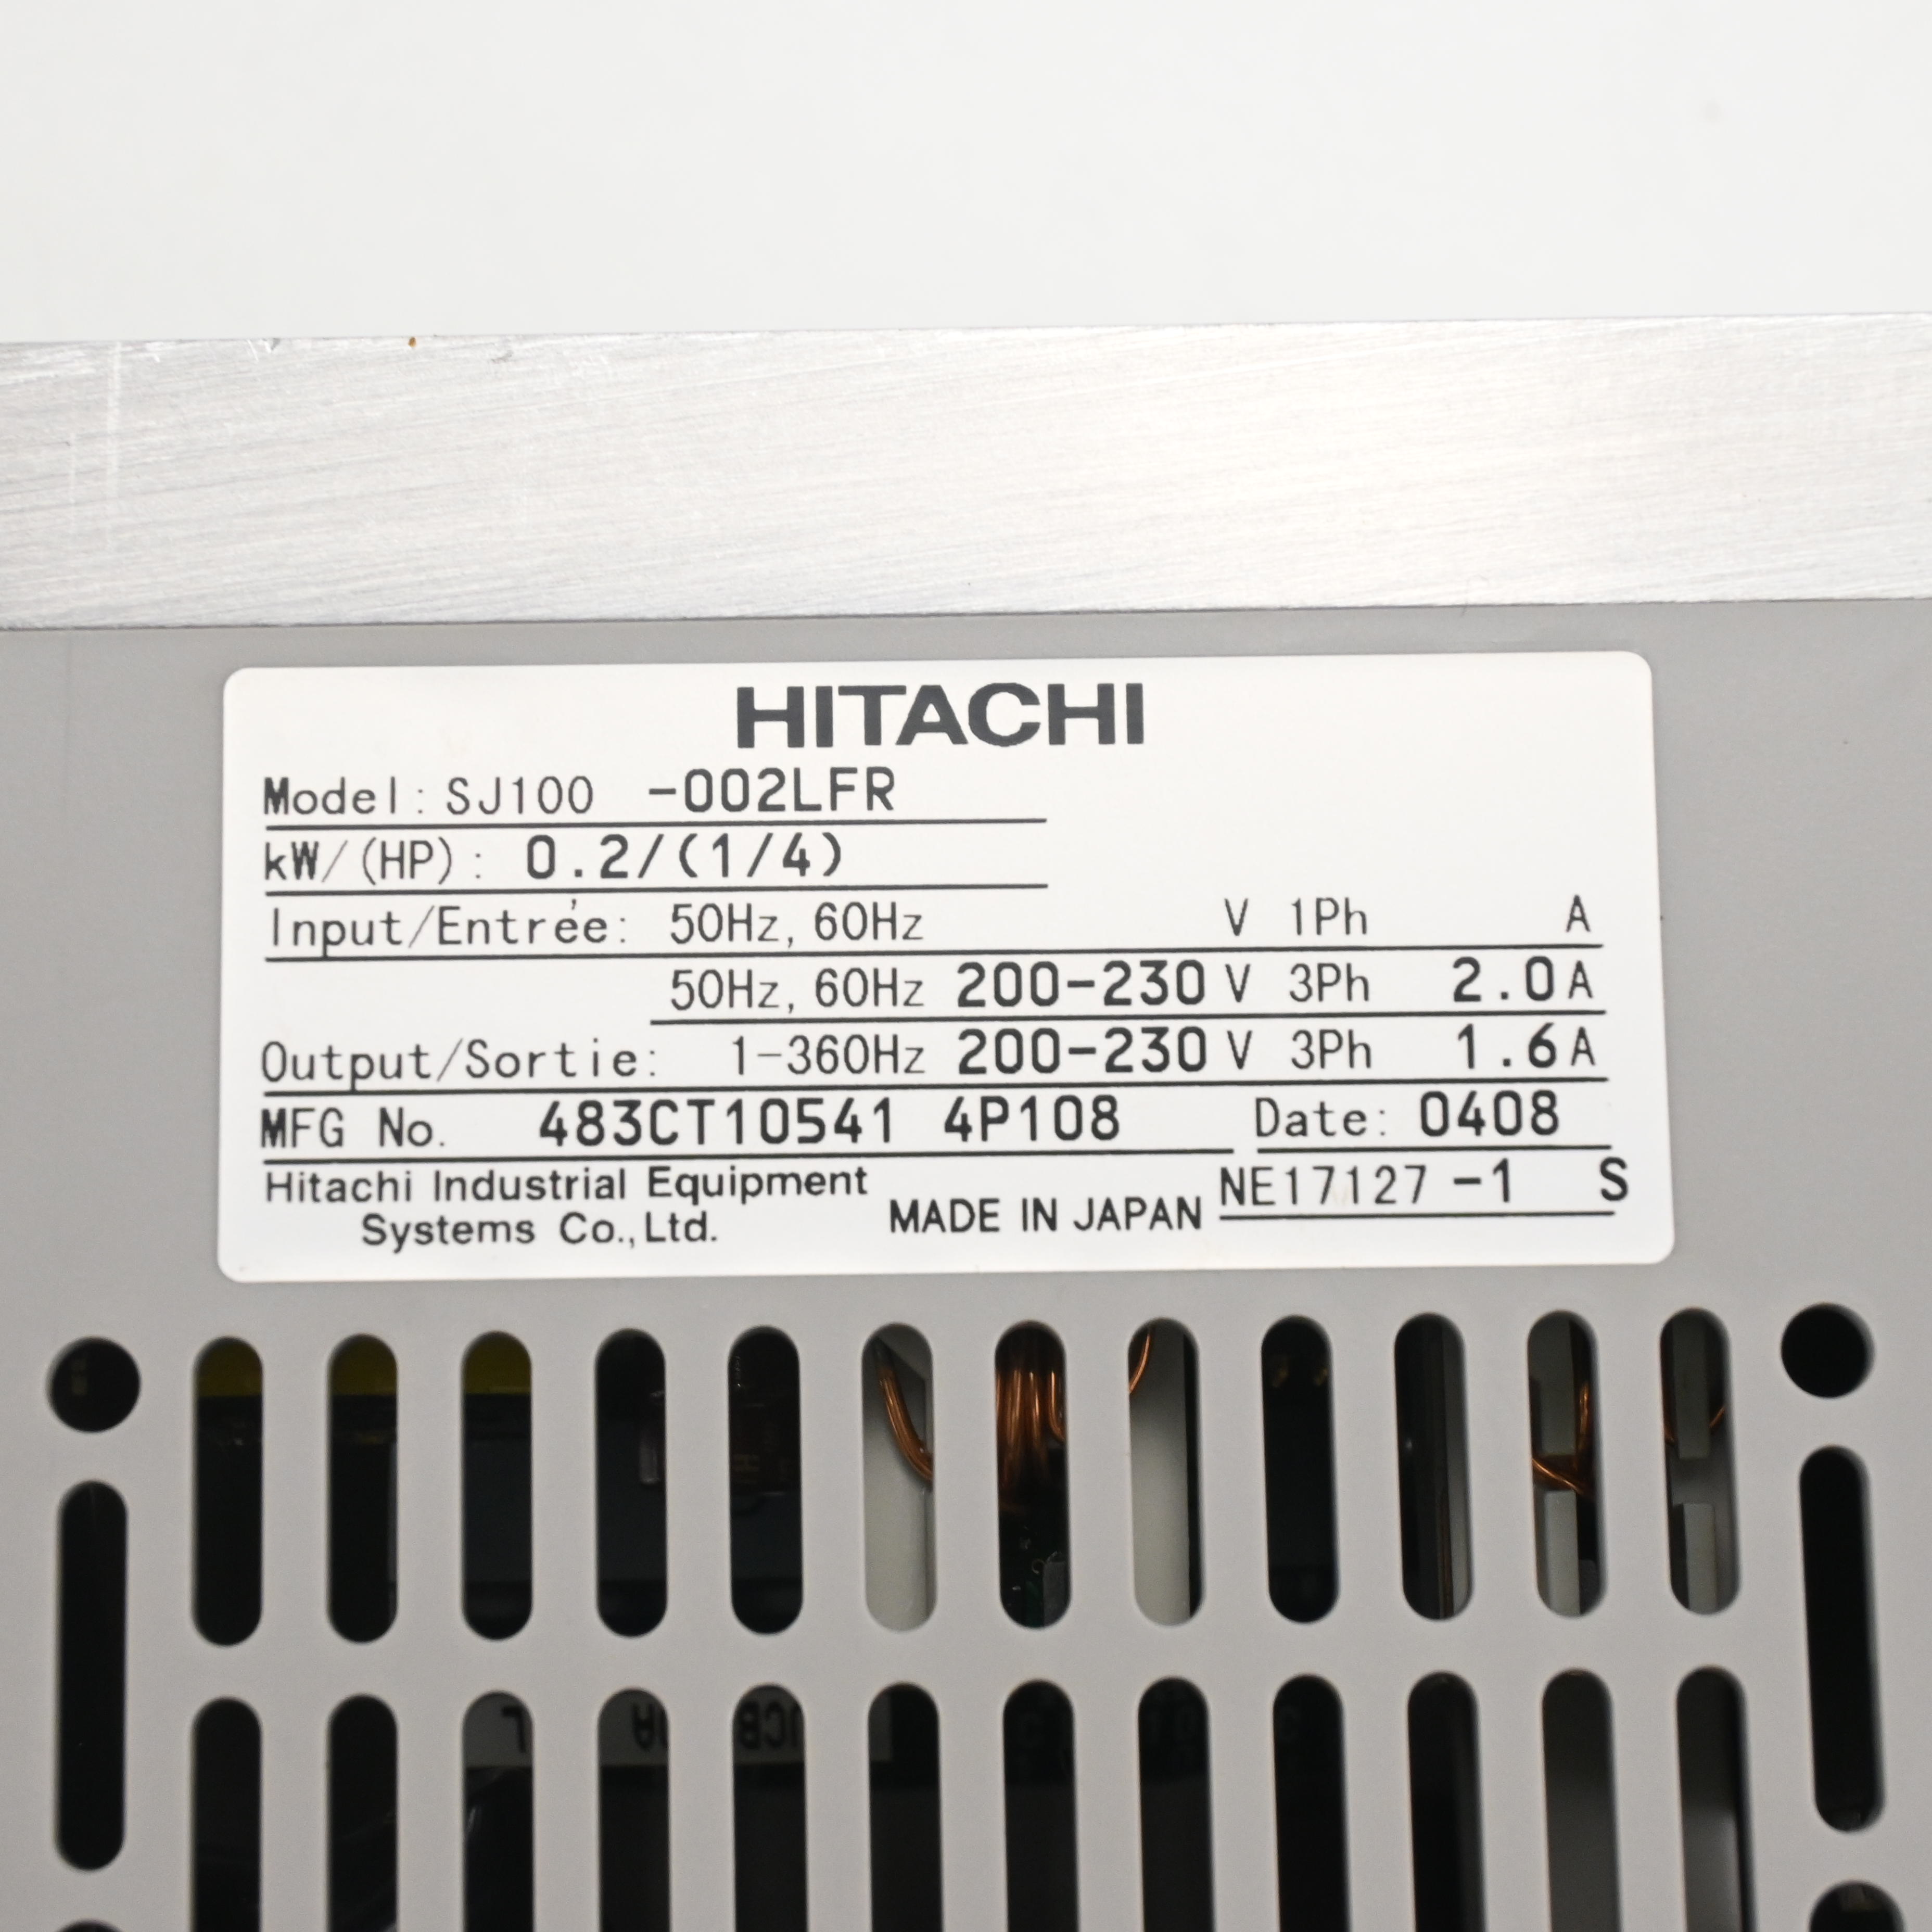 HITACHI
Model: SJ100 -002LFR
kW/(HP): 0.2/(1/4)
Input/Entrée: 50Hz, 60Hz V 1Ph A
50Hz, 60Hz 200-230 V 3Ph 2.0 A
Output/Sortie: 1-360Hz 200-230 V 3Ph 1.6 A
MFG No. 483CT10541 4P108 Date: 0408
Hitachi Industrial Equipment
Systems Co., Ltd.
MADE IN JAPAN
NE17127 -1 S